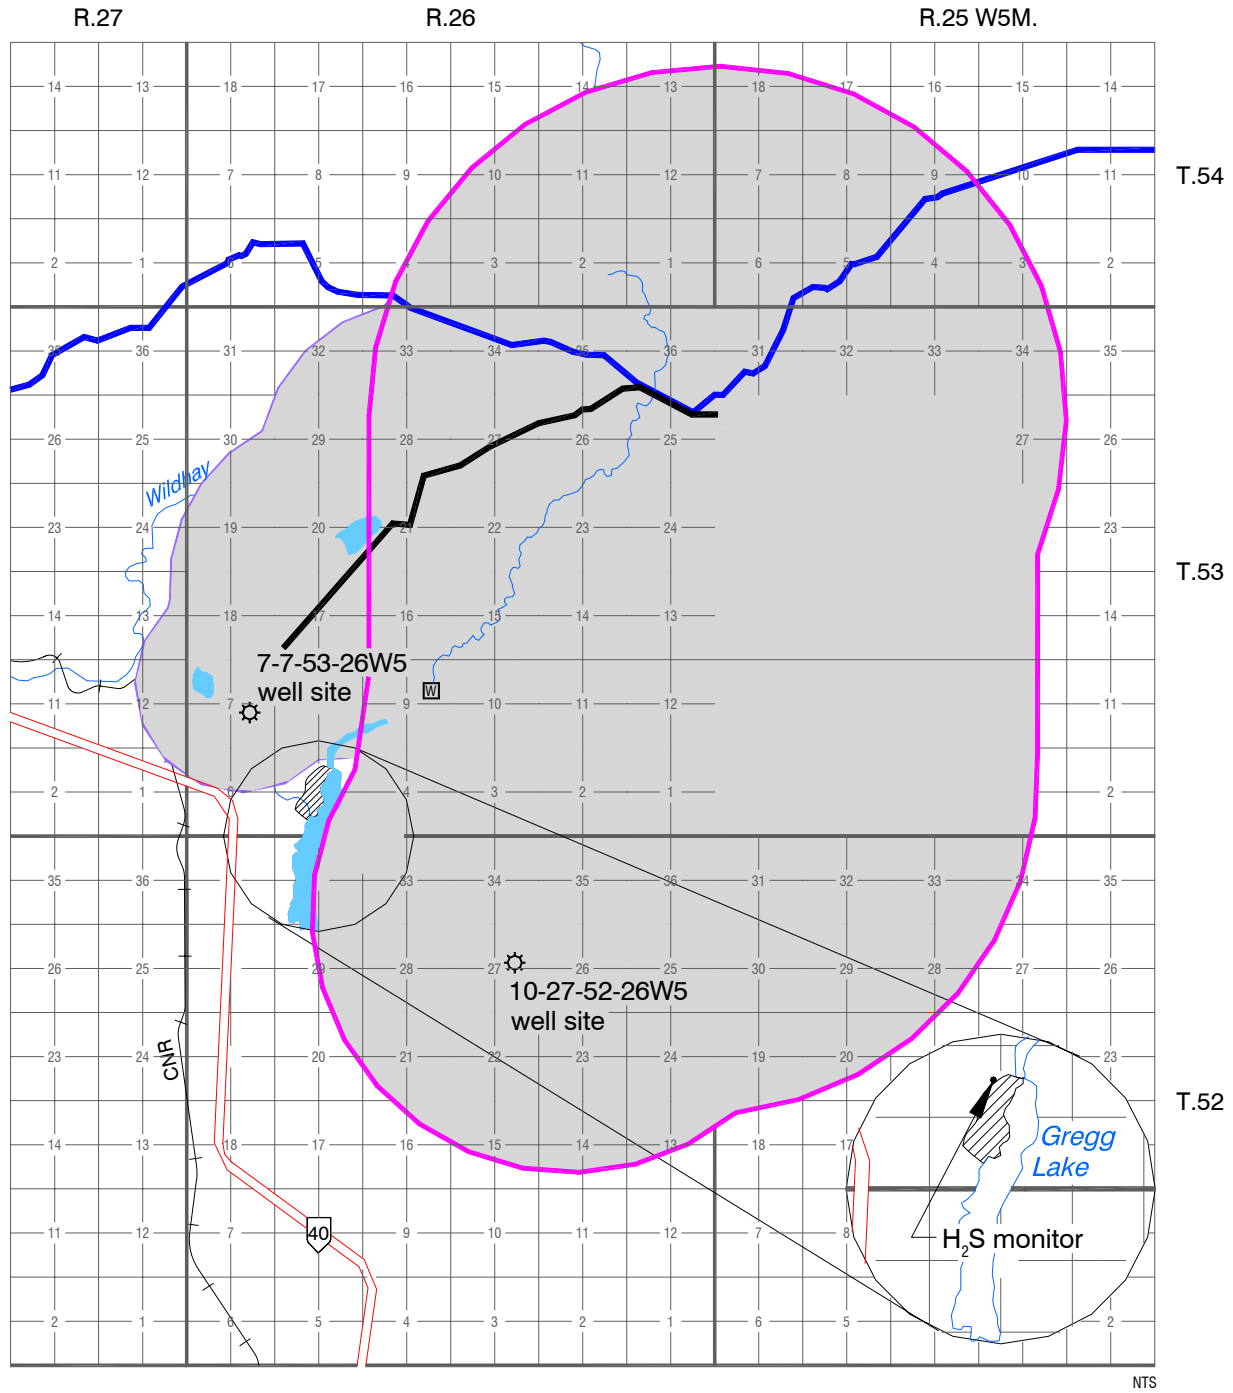 R.27 R.26 R.25 W5M.
14 13 18 17 16 15 14 13 18 17 16 15 14
11 12 7 8 9 10 11 12 7 8 9 10 11 T.54
2 1 6 5 4 3 2 1 6 5 4 3 2
35 36 31 32 33 34 35 36 31 32 33 34 35
26 25 30 29 28 27 26 25 27 26
Wildhay
23 24 19 20 22 23 24 23
T.53
14 13 18 17 16 15 14 13 14
7-7-53-26W5
well site
W
11 12 7 9 10 11 12 11
2 1 6 4 3 2 1 2
35 36 33 34 35 36 31 32 33 34 35
26 25 29 28 27 26 25 30 29 28 27 26
10-27-52-26W5
well site
CNR
23 24 20 21 22 23 24 19 20 23
T.52
14 13 18 17 16 15 14 13 18 17
Gregg
Lake
11 12 7 40 9 10 11 12 7 8
H2S monitor
2 1 6 5 4 3 2 1 6 5 2
NTS